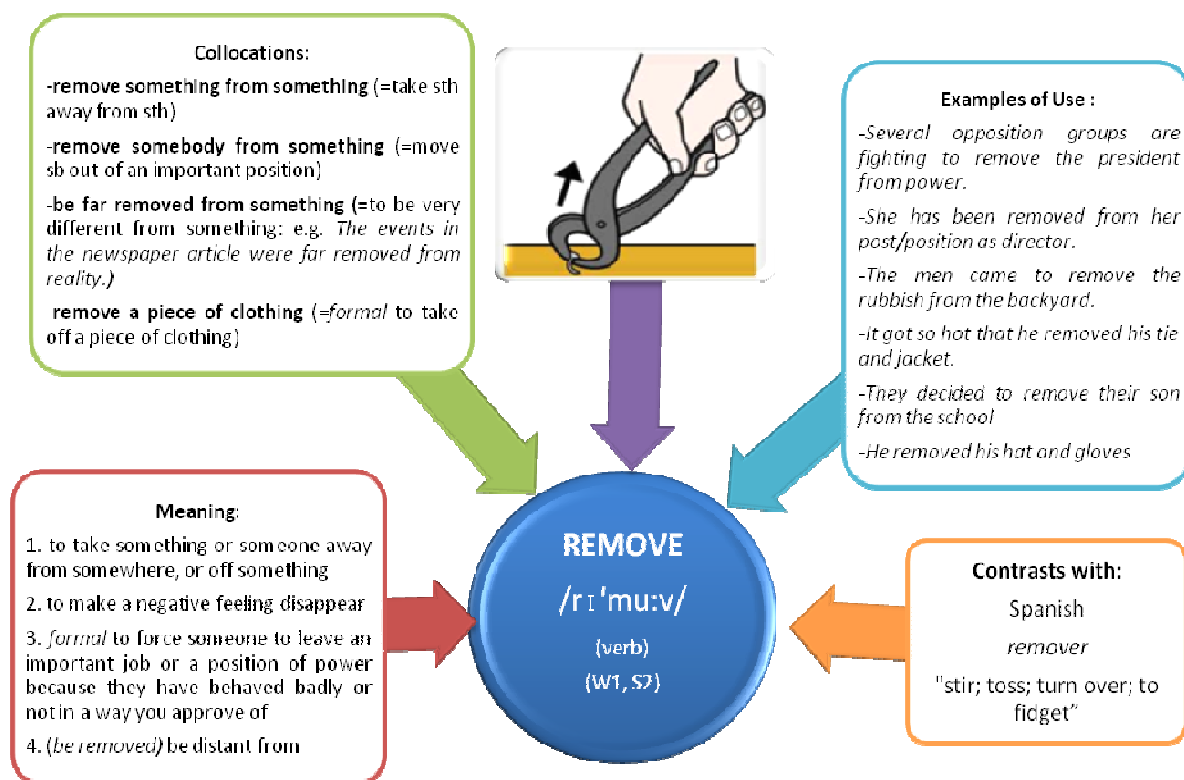 Collocations:
-remove something from something (=take sth
away from sth)
-remove somebody from something (=move
sb out of an important position)
-be far removed from something (=to be very
different from something: e.g. The events in
the newspaper article were far removed from
reality.)
remove a piece of clothing (=formal to take
off a piece of clothing)
Examples of Use :
-Several opposition groups are
fighting to remove the president
from power.
-She has been removed from her
post/position as director.
-The men came to remove the
rubbish from the backyard.
-It got so hot that he removed his tie
and jacket.
-They decided to remove their son
from the school
-He removed his hat and gloves
Meaning:
1. to take something or someone away
from somewhere, or off something
2. to make a negative feeling disappear
3. formal to force someone to leave an
important job or a position of power
because they have behaved badly or
not in a way you approve of
4. (be removed) be distant from
REMOVE
/rɪ'mu:v/
(verb)
(W1, S2)
Contrasts with:
Spanish
remover
"stir; toss; turn over; to
fidget"